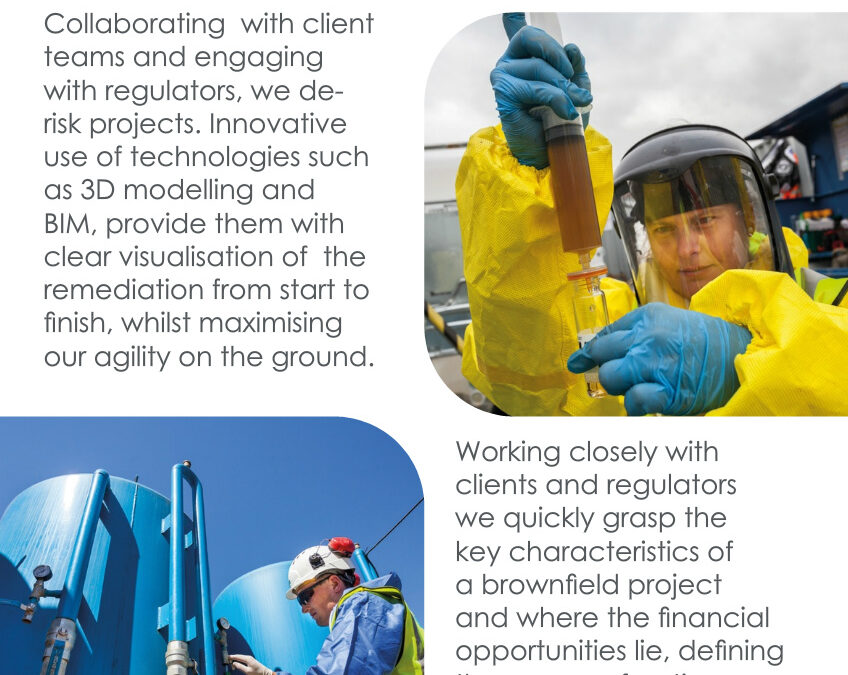 Collaborating  with client
teams and engaging
with regulators, we de-
risk projects. Innovative
use of technologies such
as 3D modelling and
BIM, provide them with
clear visualisation of  the
remediation from start to
finish, whilst maximising
our agility on the ground.
Working closely with
clients and regulators
we quickly grasp the
key characteristics of
a brownfield project
and where the financial
opportunities lie, defining